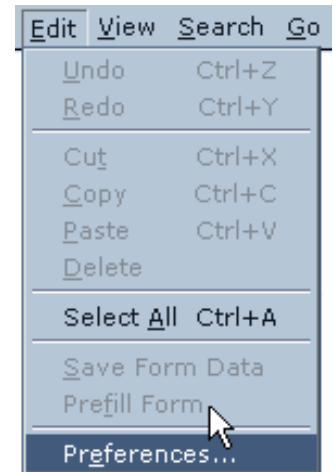 Edit View Search Go
Undo Ctrl+Z
Redo Ctrl+Y
Cut Ctrl+X
Copy Ctrl+C
Paste Ctrl+V
Delete
Select All Ctrl+A
Save Form Data
Prefill Form
Preferences...